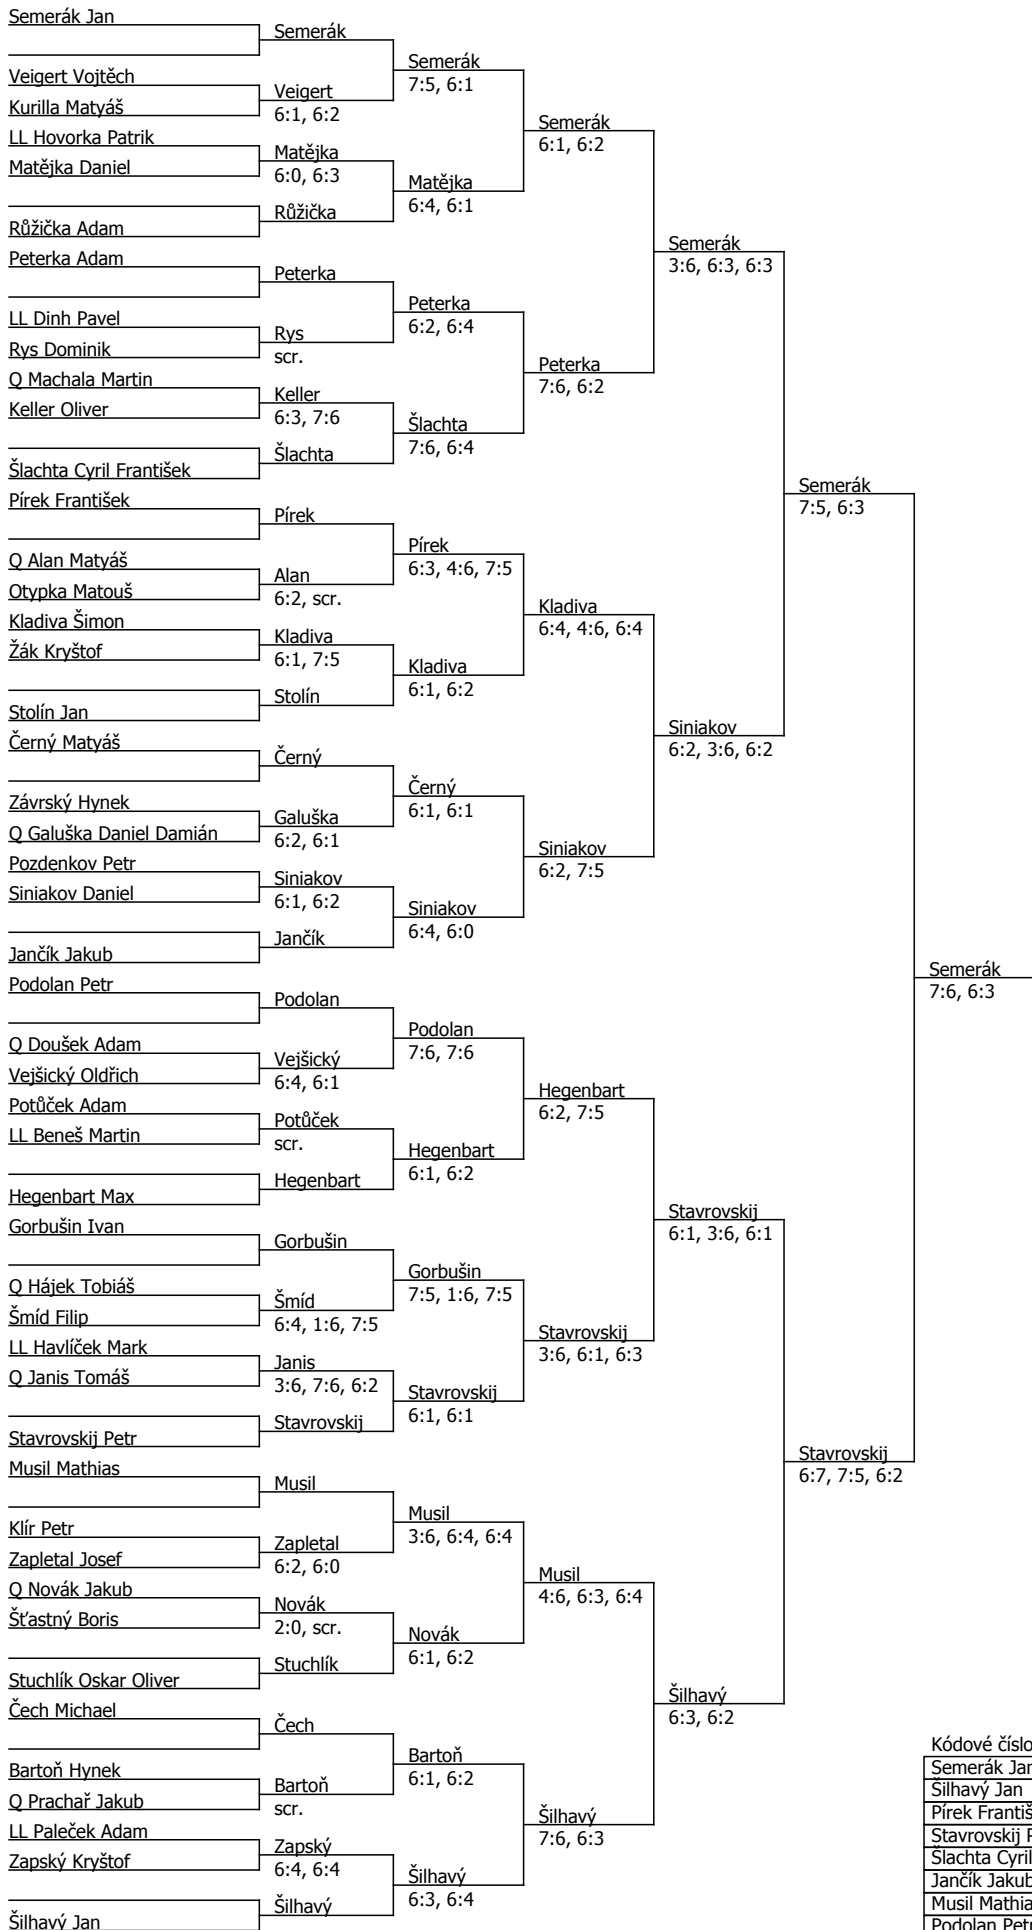 Semerák Jan
Veigert Vojtěch
Kurilla Matyáš
LL Hovorka Patrik
Matějka Daniel
Růžička Adam
Peterka Adam
LL Dinh Pavel
Rys Dominik
Q Machala Martin
Keller Oliver
Šlachta Cyril František
Pírek František
Q Alan Matyáš
Otypka Matouš
Kladiva Šimon
Žák Kryštof
Stolín Jan
Černý Matyáš
Závrský Hynek
Q Galuška Daniel Damián
Pozdenkov Petr
Siniakov Daniel
Jančík Jakub
Podolan Petr
Q Doušek Adam
Vejšický Oldřich
Potůček Adam
LL Beneš Martin
Hegenbart Max
Gorbušin Ivan
Q Hájek Tobiáš
Šmíd Filip
LL Havlíček Mark
Q Janis Tomáš
Stavrovskij Petr
Musil Mathias
Klír Petr
Zapletal Josef
Q Novák Jakub
Šťastný Boris
Stuchlík Oskar Oliver
Čech Michael
Bartoň Hynek
Q Prachař Jakub
LL Paleček Adam
Zapský Kryštof
Šilhavý Jan
Semerák
Veigert
6:1, 6:2
Matějka
6:0, 6:3
Růžička
Peterka
Rys
scr.
Keller
6:3, 7:6
Šlachta
Pírek
Alan
6:2, scr.
Kladiva
6:1, 7:5
Stolín
Černý
Galuška
6:2, 6:1
Siniakov
6:1, 6:2
Jančík
Podolan
Vejšický
6:4, 6:1
Potůček
scr.
Hegenbart
Gorbušin
Šmíd
6:4, 1:6, 7:5
Janis
3:6, 7:6, 6:2
Stavrovskij
Musil
Zapletal
6:2, 6:0
Novák
2:0, scr.
Stuchlík
Čech
Bartoň
scr.
Zapský
6:4, 6:4
Šilhavý
Semerák
7:5, 6:1
Matějka
6:4, 6:1
Peterka
6:2, 6:4
Šlachta
7:6, 6:4
Pírek
6:3, 4:6, 7:5
Kladiva
6:1, 6:2
Černý
6:1, 6:1
Siniakov
6:4, 6:0
Podolan
7:6, 7:6
Hegenbart
6:1, 6:2
Gorbušin
7:5, 1:6, 7:5
Stavrovskij
6:1, 6:1
Musil
3:6, 6:4, 6:4
Novák
6:1, 6:2
Bartoň
6:1, 6:2
Šilhavý
6:3, 6:4
Semerák
6:1, 6:2
Peterka
7:6, 6:2
Kladiva
6:4, 4:6, 6:4
Siniakov
6:2, 7:5
Hegenbart
6:2, 7:5
Stavrovskij
3:6, 6:1, 6:3
Musil
4:6, 6:3, 6:4
Šilhavý
7:6, 6:3
Semerák
3:6, 6:3, 6:3
Siniakov
6:2, 3:6, 6:2
Stavrovskij
6:1, 3:6, 6:1
Šilhavý
6:3, 6:2
Semerák
7:5, 6:3
Stavrovskij
6:7, 7:5, 6:2
Semerák
7:6, 6:3
Kódové číslo
Semerák Jan
Šilhavý Jan
Pírek Františ
Stavrovskij P
Šlachta Cyril
Jančík Jakub
Musil Mathia
Podolan Petr